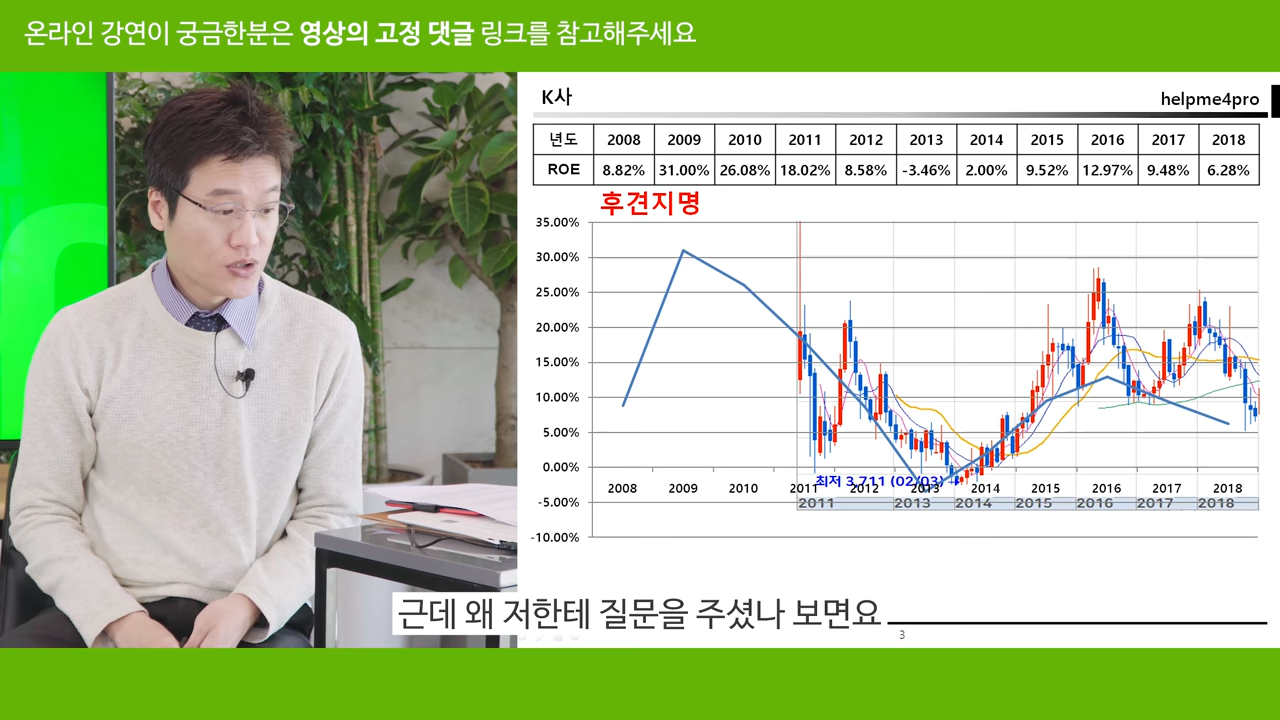 온라인 강연이 궁금한분은 영상의 고정 댓글 링크를 참고해주세요
K사
helpme4pro
년도 2008 2009 2010 2011 2012 2013 2014 2015 2016 2017 2018
ROE 8.82% 31.00% 26.08% 18.02% 8.58% -3.46% 2.00% 9.52% 12.97% 9.48% 6.28%
후견지명
35.00%
30.00%
25.00%
20.00%
15.00%
10.00%
5.00%
0.00%
최저 3,711 (02/03)
2008 2009 2010 2011 2012 2013 2014 2015 2016 2017 2018
-5.00%
2011 2013 2014 2015 2016 2017 2018
-10.00%
근데 왜 저한테 질문을 주셨나 보면요
3